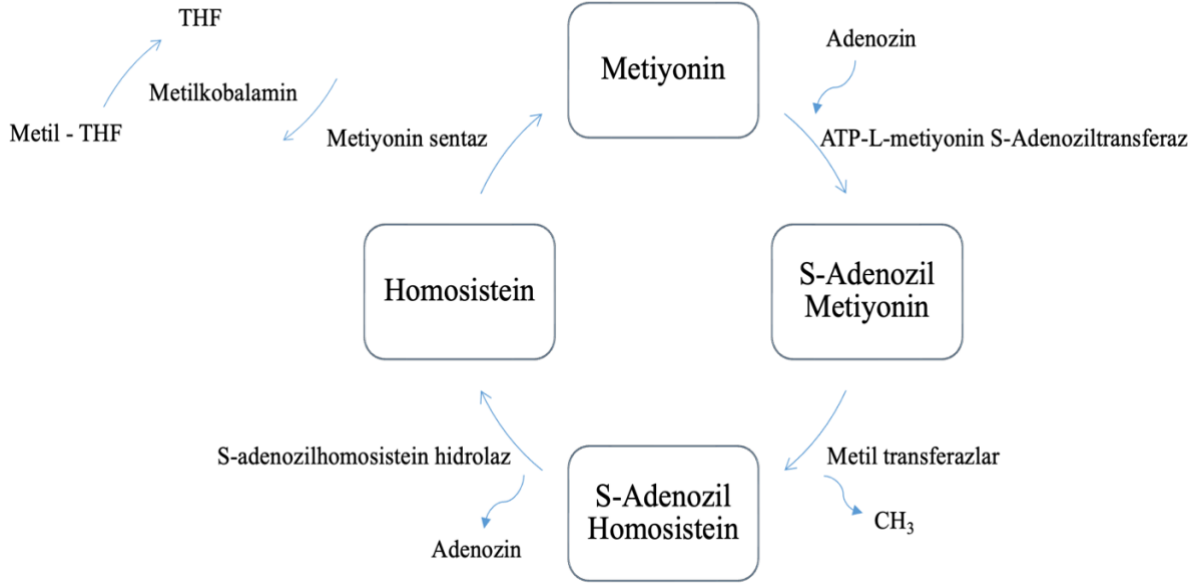 THF
Metilkobalamin
Metil - THF
Metiyonin sentaz
Metiyonin
Adenozin
ATP-L-metiyonin S-Adenoziltransferaz
Homosistein
S-Adenozil
Metiyonin
S-adenozilhomosistein hidrolaz
Adenozin
S-Adenozil
Homosistein
Metil transferazlar
CH₃